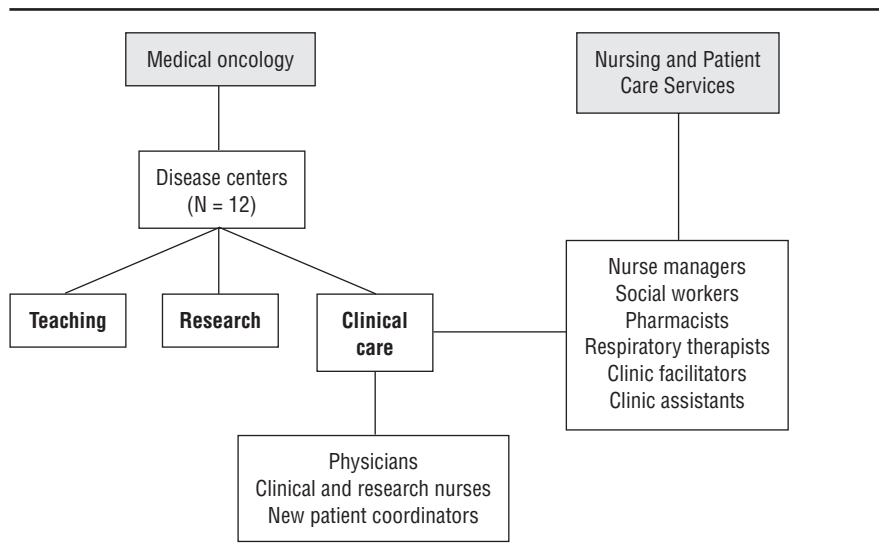 Medical oncology
Nursing and Patient
Care Services
Disease centers
(N = 12)
Teaching
Research
Clinical
care
Nurse managers
Social workers
Pharmacists
Respiratory therapists
Clinic facilitators
Clinic assistants
Physicians
Clinical and research nurses
New patient coordinators